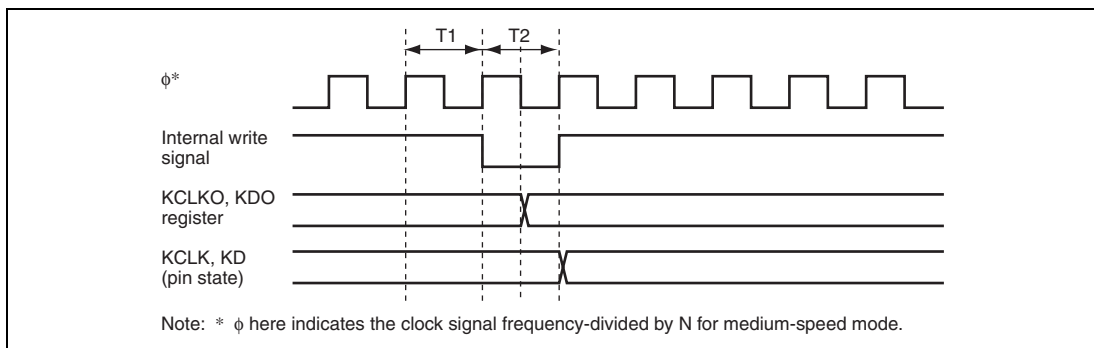 T1 T2
ϕ*
Internal write
signal
KCLKO, KDO
register
KCLK, KD
(pin state)
Note: * ϕ here indicates the clock signal frequency-divided by N for medium-speed mode.